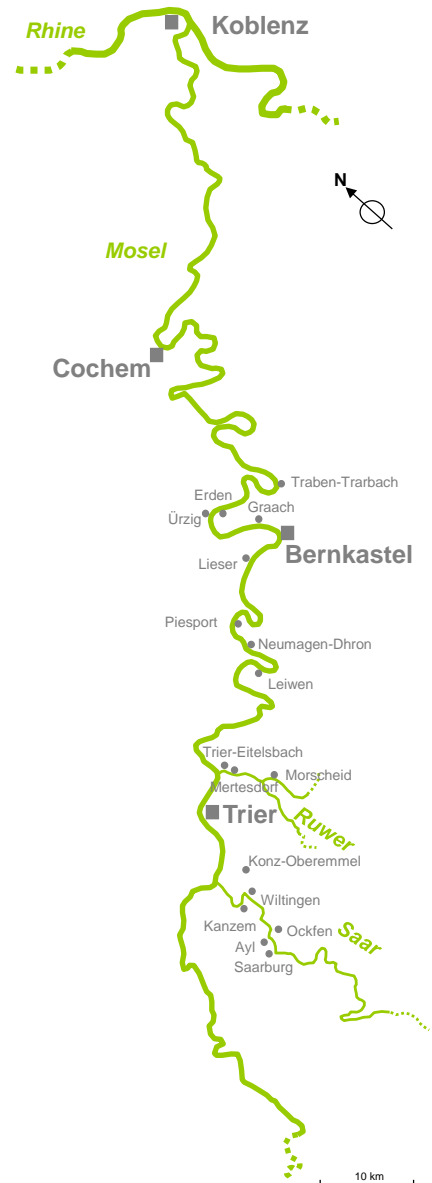 Koblenz
Rhine
N
Mosel
Cochem
Traben-Trarbach
Erden
Graach
Ürzig
Bernkastel
Lieser
Piesport
Neumagen-Dhron
Leiwen
Trier-Eitelsbach
Morscheid
Mertesdorf
Trier
Ruwer
Konz-Oberemmel
Wiltingen
Kanzem
Ockfen
Saar
Ayl
Saarburg
10 km